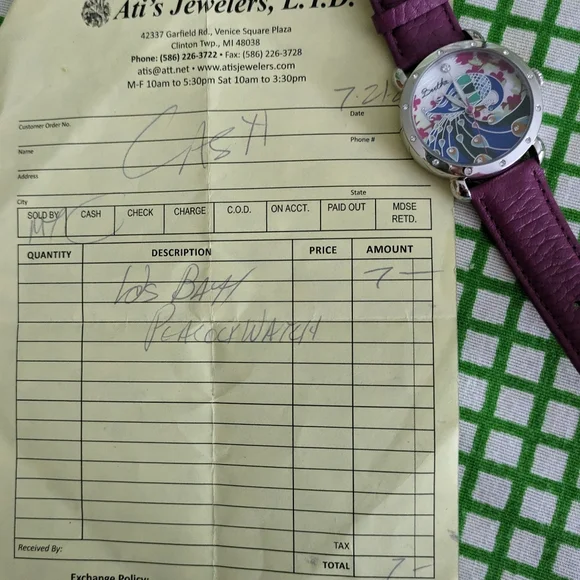 Ati's Jewelers, L.T.D.
42337 Garfield Rd., Venice Square Plaza
Clinton Twp., MI 48038
Phone: (586) 226-3722 • Fax: (586) 226-3728
atis@att.net • www.atisjewelers.com
M-F 10am to 5:30pm Sat 10am to 3:30pm
Customer Order No.
Date
Name
CASH
Phone #
Address
City
State
SOLD BY CASH CHECK CHARGE C.O.D. ON ACCT. PAID OUT MDSE RETD.
QUANTITY DESCRIPTION PRICE AMOUNT
BATT 7 —
PEACOCK WATCH
Received By:
TAX
TOTAL 7 —
Exchange Policy: